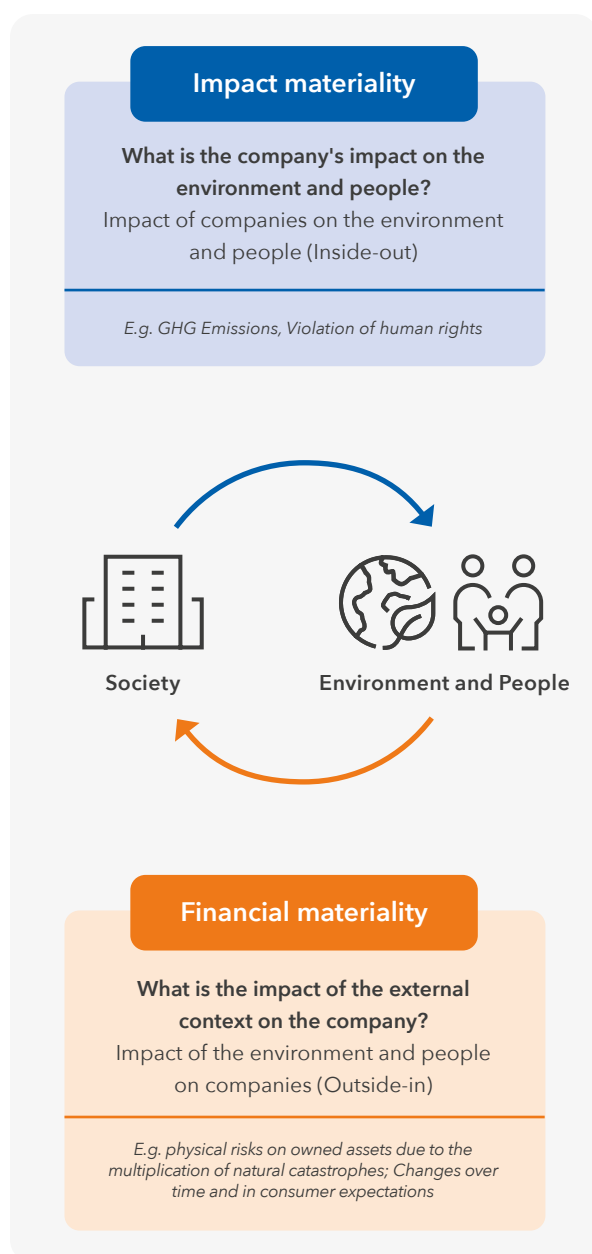 Impact materiality
What is the company's impact on the
environment and people?
Impact of companies on the environment
and people (Inside-out)
E.g. GHG Emissions, Violation of human rights
Society
Environment and People
Financial materiality
What is the impact of the external
context on the company?
Impact of the environment and people
on companies (Outside-in)
E.g. physical risks on owned assets due to the
multiplication of natural catastrophes; Changes over
time and in consumer expectations